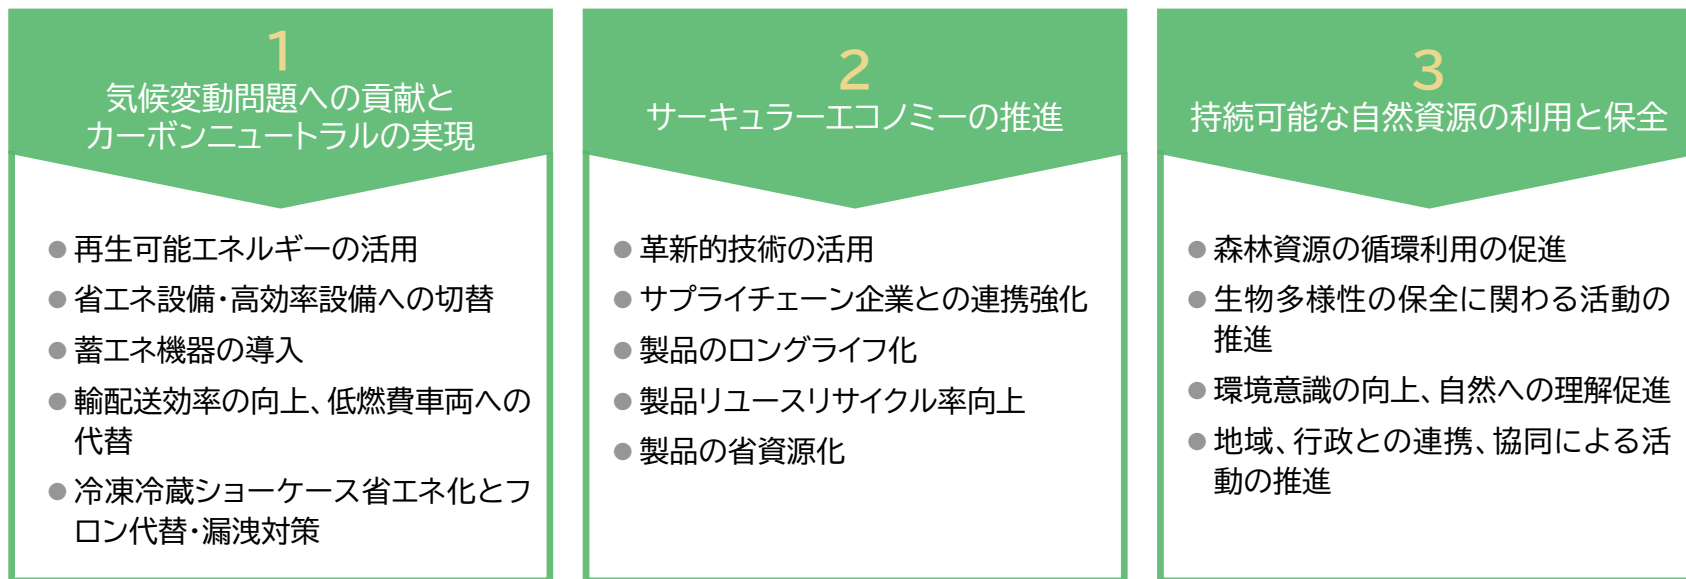 1
気候変動問題への貢献と
カーボンニュートラルの実現
●再生可能エネルギーの活用
●省エネ設備・高効率設備への切替
●蓄エネ機器の導入
●輸配送効率の向上、低燃費車両への
代替
●冷凍冷蔵ショーケース省エネ化とフ
ロン代替・漏洩対策
2
サーキュラーエコノミーの推進
●革新的技術の活用
●サプライチェーン企業との連携強化
●製品のロングライフ化
●製品リユースリサイクル率向上
●製品の省資源化
3
持続可能な自然資源の利用と保全
●森林資源の循環利用の促進
●生物多様性の保全に関わる活動の
推進
●環境意識の向上、自然への理解促進
●地域、行政との連携、協同による活
動の推進